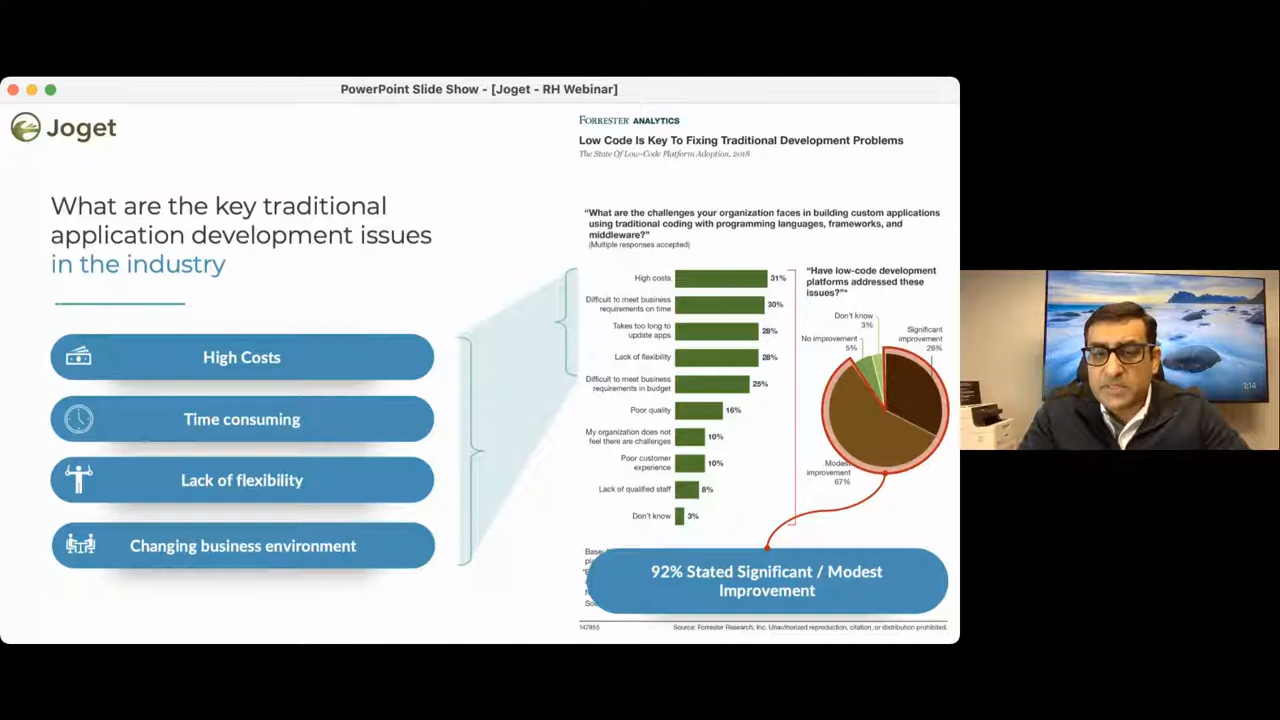 PowerPoint Slide Show - [Joget - RH Webinar]
Joget
What are the key traditional
application development issues
in the industry
High Costs
Time consuming
Lack of flexibility
Changing business environment
FORRESTER® ANALYTICS
Low Code Is Key To Fixing Traditional Development Problems
The State Of Low-Code Platform Adoption, 2018
“What are the challenges your organization faces in building custom applications
using traditional coding with programming languages, frameworks, and
middleware?”
(Multiple responses accepted)
High costs 31%
Difficult to meet business
requirements on time 30%
Takes too long to
update apps 28%
Lack of flexibility 28%
Difficult to meet business
requirements in budget 25%
Poor quality 16%
My organization does not
feel there are challenges 10%
Poor customer
experience 10%
Lack of qualified staff 8%
Don't know 3%
“Have low-code development
platforms addressed these
issues?”*
Don't know
3%
No improvement
5%
Significant
improvement
26%
Modest
improvement
67%
92% Stated Significant / Modest
Improvement
147855
Source: Forrester Research, Inc. Unauthorized reproduction, citation, or distribution prohibited.
1:14